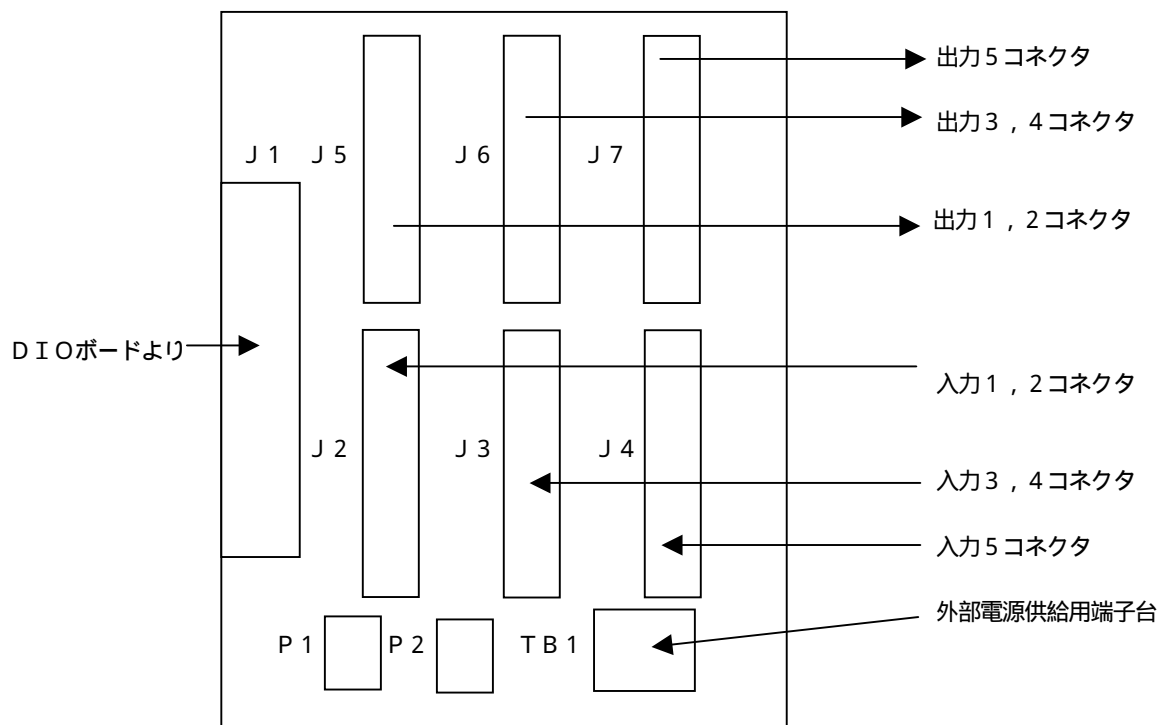 出力５コネクタ
出力３，４コネクタ
Ｊ１ Ｊ５ Ｊ６ Ｊ７
出力１，２コネクタ
ＤＩＯボードより
入力１，２コネクタ
Ｊ２ Ｊ３ Ｊ４
入力３，４コネクタ
入力５コネクタ
外部電源供給用端子台
Ｐ１ Ｐ２ ＴＢ１